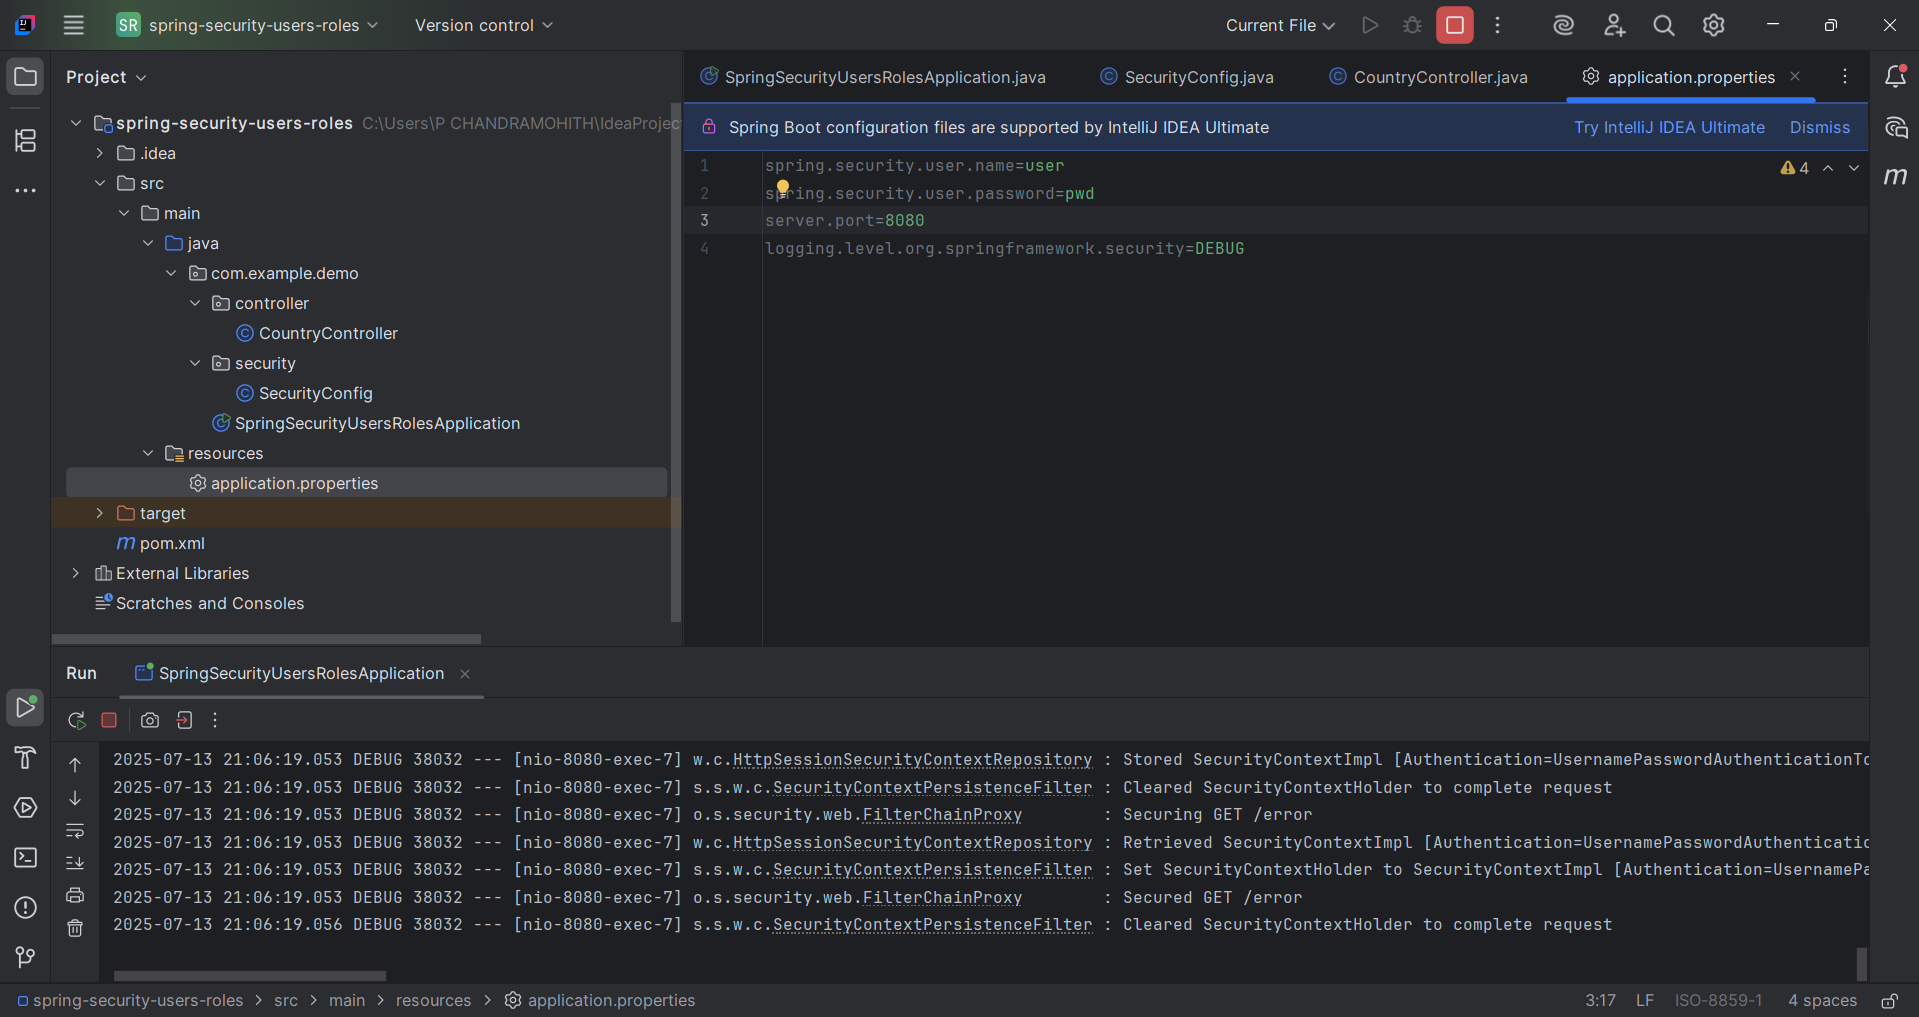 SR spring-security-users-roles Version control Current File
Project
spring-security-users-roles C:\Users\P CHANDRAMOHITH\IdeaProjec
.idea
src
main
java
com.example.demo
controller
CountryController
security
SecurityConfig
SpringSecurityUsersRolesApplication
resources
application.properties
target
pom.xml
External Libraries
Scratches and Consoles
SpringSecurityUsersRolesApplication.java SecurityConfig.java CountryController.java application.properties
Spring Boot configuration files are supported by IntelliJ IDEA Ultimate Try IntelliJ IDEA Ultimate Dismiss
1 spring.security.user.name=user 4
2 spring.security.user.password=pwd
3 server.port=8080
4 logging.level.org.springframework.security=DEBUG
Run SpringSecurityUsersRolesApplication
2025-07-13 21:06:19.053 DEBUG 38032 --- [nio-8080-exec-7] w.c.HttpSessionSecurityContextRepository : Stored SecurityContextImpl [Authentication=UsernamePasswordAuthenticationTo
2025-07-13 21:06:19.053 DEBUG 38032 --- [nio-8080-exec-7] s.s.w.c.SecurityContextPersistenceFilter : Cleared SecurityContextHolder to complete request
2025-07-13 21:06:19.053 DEBUG 38032 --- [nio-8080-exec-7] o.s.security.web.FilterChainProxy : Securing GET /error
2025-07-13 21:06:19.053 DEBUG 38032 --- [nio-8080-exec-7] w.c.HttpSessionSecurityContextRepository : Retrieved SecurityContextImpl [Authentication=UsernamePasswordAuthenticatio
2025-07-13 21:06:19.053 DEBUG 38032 --- [nio-8080-exec-7] s.s.w.c.SecurityContextPersistenceFilter : Set SecurityContextHolder to SecurityContextImpl [Authentication=UsernamePa
2025-07-13 21:06:19.053 DEBUG 38032 --- [nio-8080-exec-7] o.s.security.web.FilterChainProxy : Secured GET /error
2025-07-13 21:06:19.056 DEBUG 38032 --- [nio-8080-exec-7] s.s.w.c.SecurityContextPersistenceFilter : Cleared SecurityContextHolder to complete request
spring-security-users-roles > src > main > resources > application.properties 3:17 LF ISO-8859-1 4 spaces